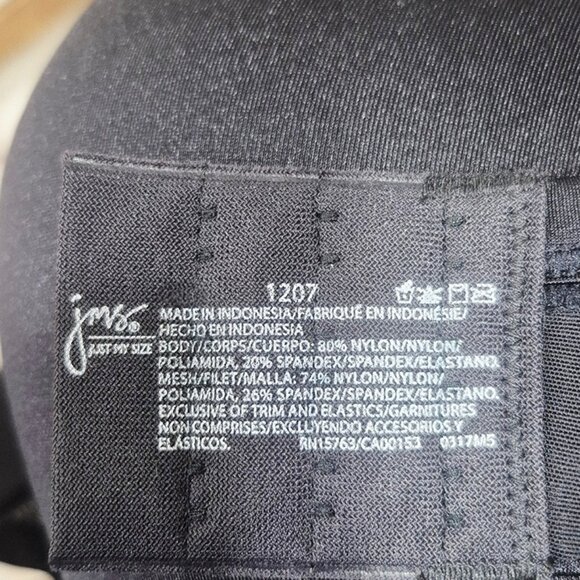 1207
jms®
JUST MY SIZE
MADE IN INDONESIA/FABRIQUÉ EN INDONÉSIE/
HECHO EN INDONESIA
BODY/CORPS/CUERPO: 80% NYLON/NYLON/
POLIAMIDA, 20% SPANDEX/SPANDEX/ELASTANO.
MESH/FILET/MALLA: 74% NYLON/NYLON/
POLIAMIDA, 26% SPANDEX/SPANDEX/ELASTANO.
EXCLUSIVE OF TRIM AND ELASTICS/GARNITURES
NON COMPRISES/EXCLUYENDO ACCESORIOS Y
ELÁSTICOS. RN15763/CA00153 0317M5